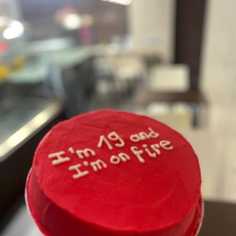 I'm 19 and
I'm on fire.